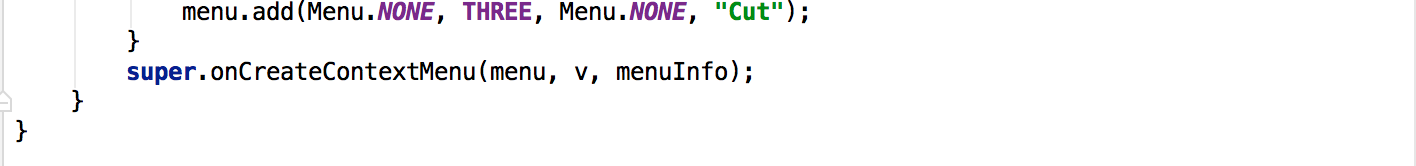 menu.add(Menu.NONE, THREE, Menu.NONE, "Cut");
}
super.onCreateContextMenu(menu, v, menuInfo);
}
}